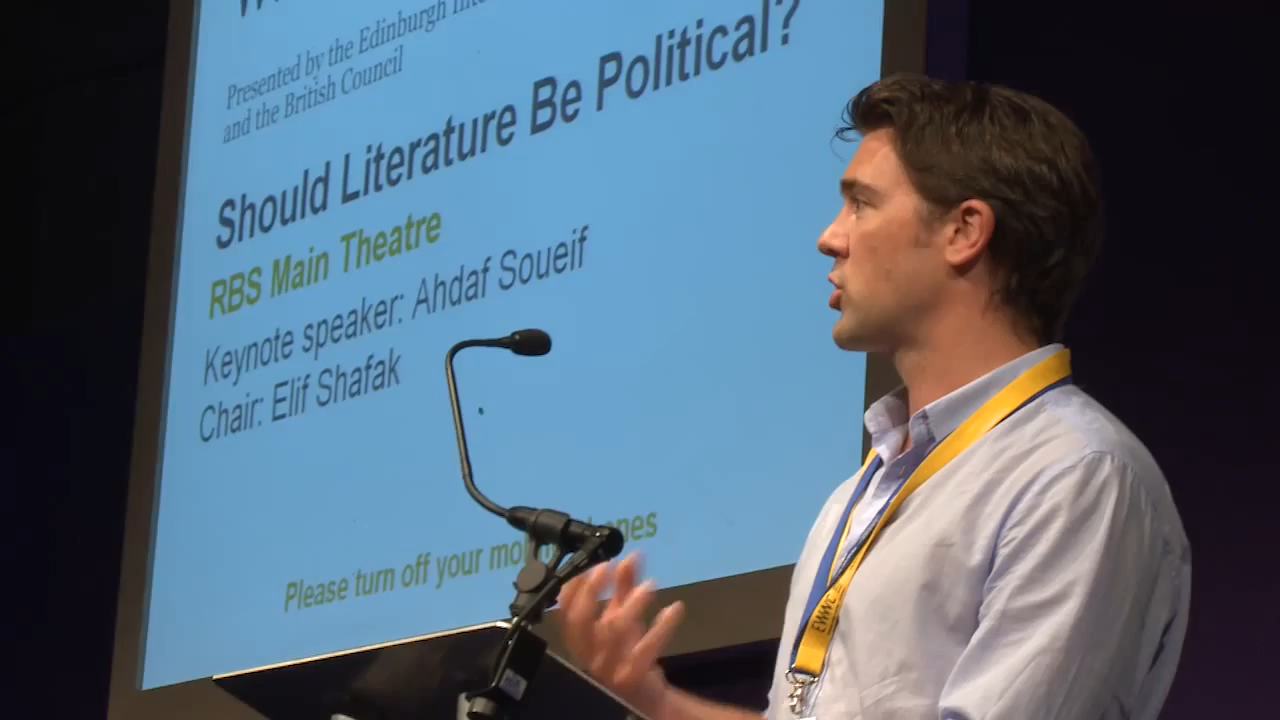 Presented by the Edinburgh
and the British Council
Should Literature Be Political?
RBS Main Theatre
Keynote speaker: Ahdaf Soueif
Chair: Elif Shafak
Please turn off your
EWWC